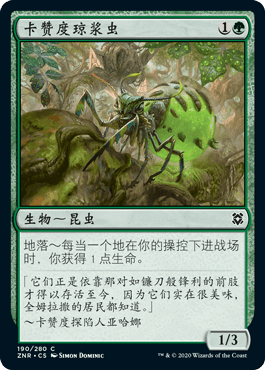 卡赞度琼浆虫 1
生物～昆虫
地落～每当一个地在你的操控下进战场
时，你获得1点生命。
「它们正是依靠那对如镰刀般锋利的前肢
才得以存活至今，因为它们实在很美味，
全姆拉撒的居民都知道。」
～卡赞度探陷人亚哈娜
1/3
190/280 C
ZNR • CS SIMON DOMINIC
™ & © 2020 Wizards of the Coast